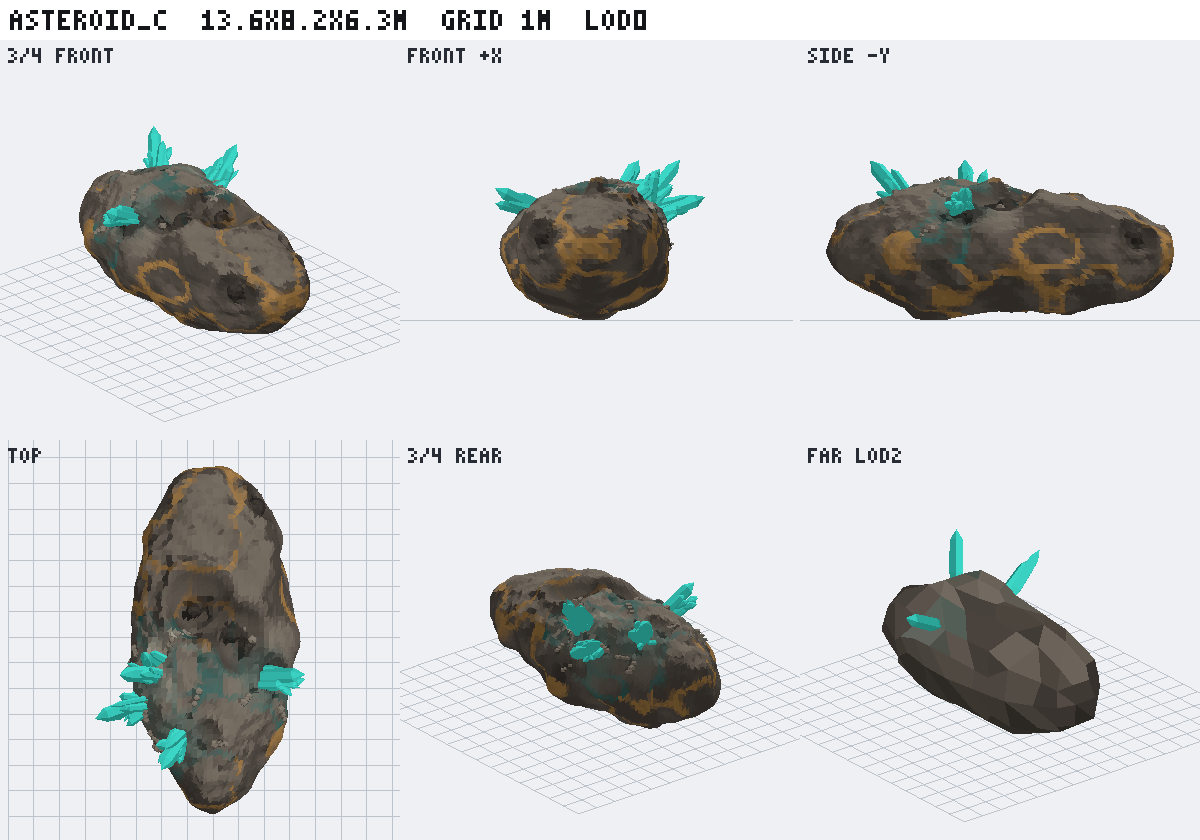 ASTEROID_C 13.6X8.2X6.3M GRID 1M LOD0
3/4 FRONT
FRONT +X
SIDE -Y
TOP
3/4 REAR
FAR LOD2